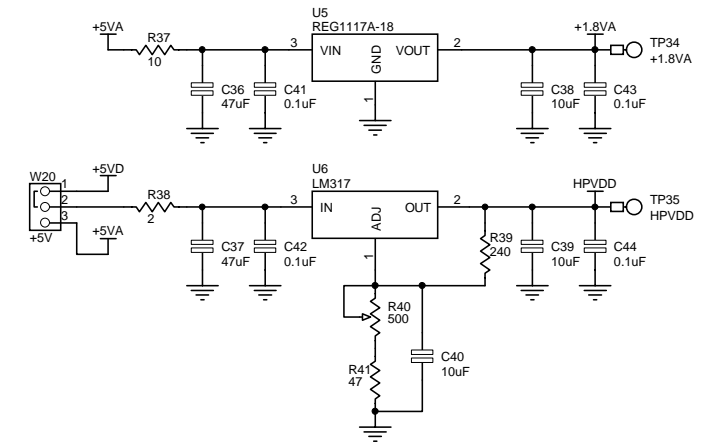 +5VA
R37
10
U5
REG1117A-18
3
VIN
GND
VOUT
2
1
C36
47uF
C41
0.1uF
C38
10uF
C43
0.1uF
+1.8VA
TP34
+1.8VA
W20
1
2
3
+5V
+5VD
+5VA
R38
2
U6
LM317
3
IN
ADJ
OUT
2
1
C37
47uF
C42
0.1uF
R39
240
C39
10uF
C44
0.1uF
HPVDD
TP35
HPVDD
R40
500
R41
47
C40
10uF